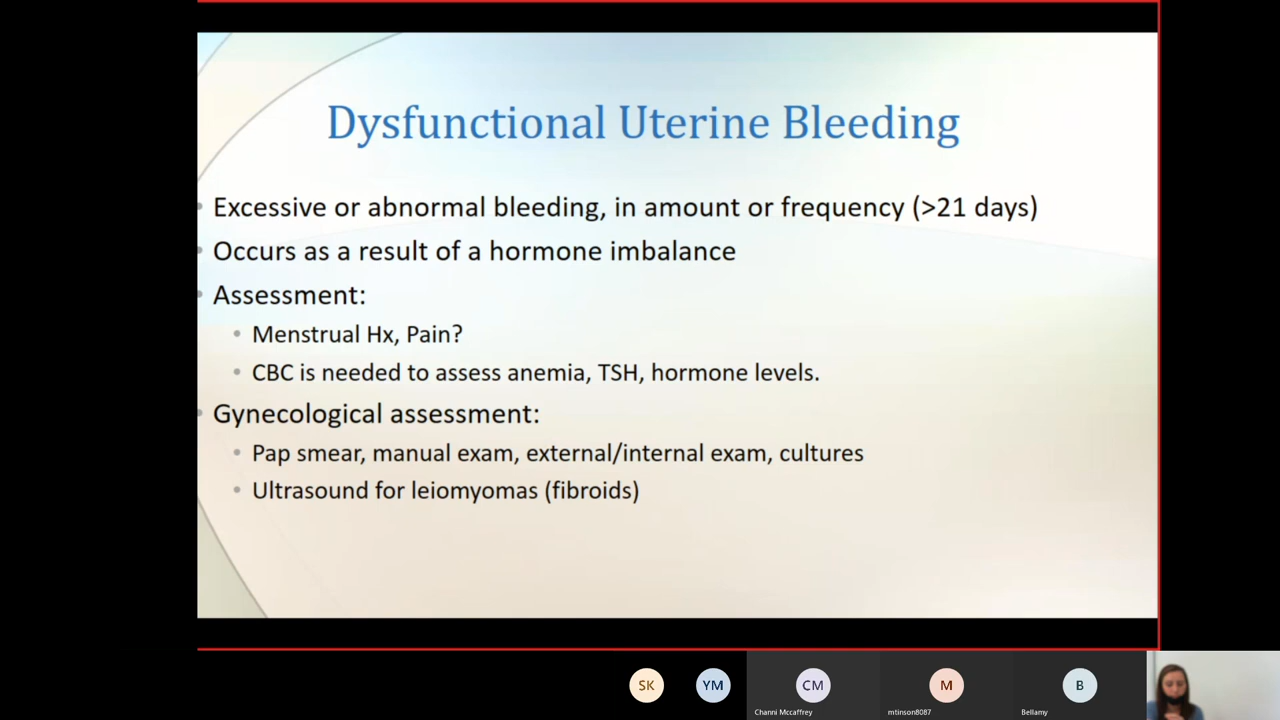 Dysfunctional Uterine Bleeding
Excessive or abnormal bleeding, in amount or frequency (>21 days)
Occurs as a result of a hormone imbalance
Assessment:
Menstrual Hx, Pain?
CBC is needed to assess anemia, TSH, hormone levels.
Gynecological assessment:
Pap smear, manual exam, external/internal exam, cultures
Ultrasound for leiomyomas (fibroids)
SK
YM
CM
M
B
Channi Mccaffrey
mtinson8087
Bellamy